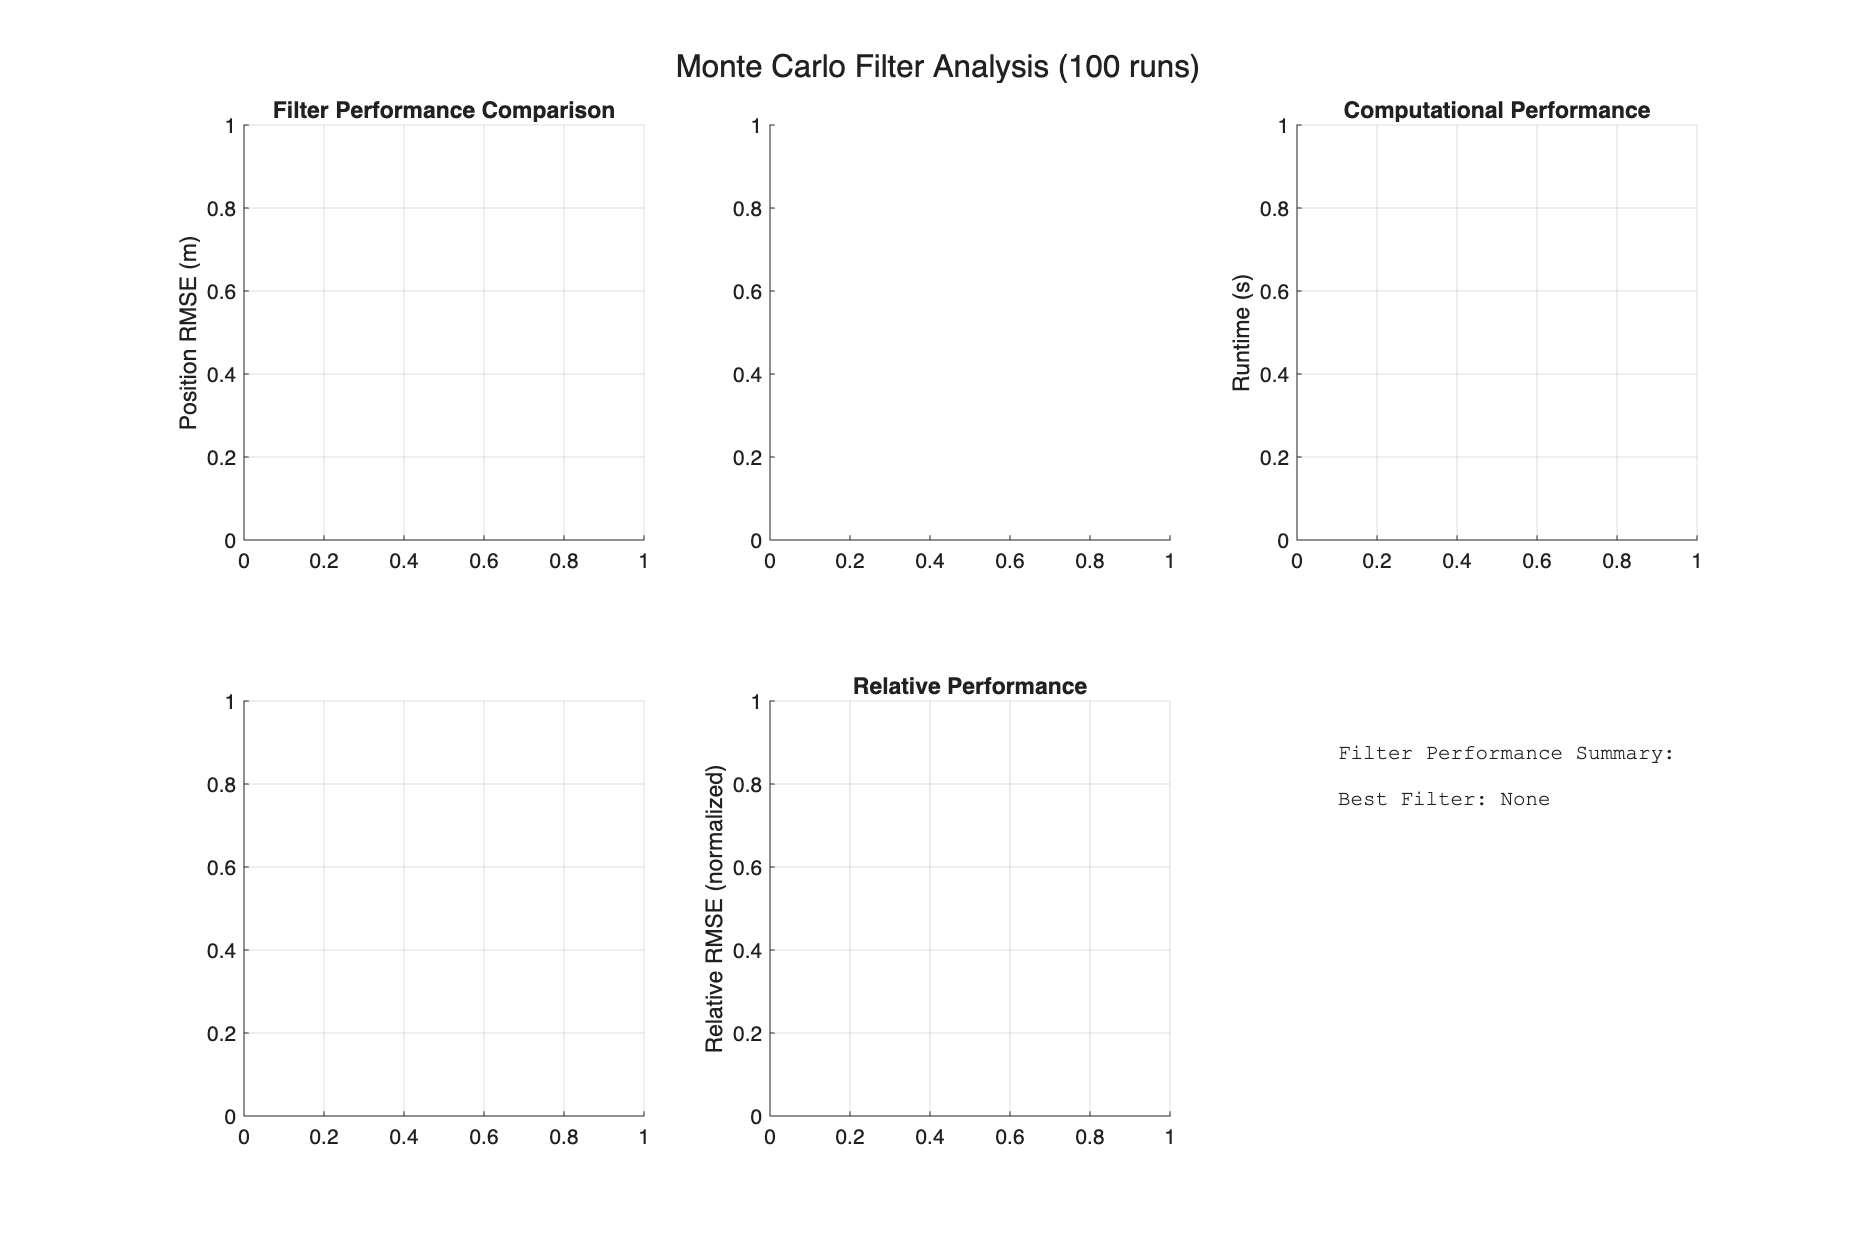 Monte Carlo Filter Analysis (100 runs)
Filter Performance Comparison
Position RMSE (m)
1
0.8
0.6
0.4
0.2
0
0 0.2 0.4 0.6 0.8 1
1
0.8
0.6
0.4
0.2
0
0 0.2 0.4 0.6 0.8 1
Computational Performance
Runtime (s)
1
0.8
0.6
0.4
0.2
0
0 0.2 0.4 0.6 0.8 1
1
0.8
0.6
0.4
0.2
0
0 0.2 0.4 0.6 0.8 1
Relative Performance
Relative RMSE (normalized)
1
0.8
0.6
0.4
0.2
0
0 0.2 0.4 0.6 0.8 1
Filter Performance Summary:
Best Filter: None